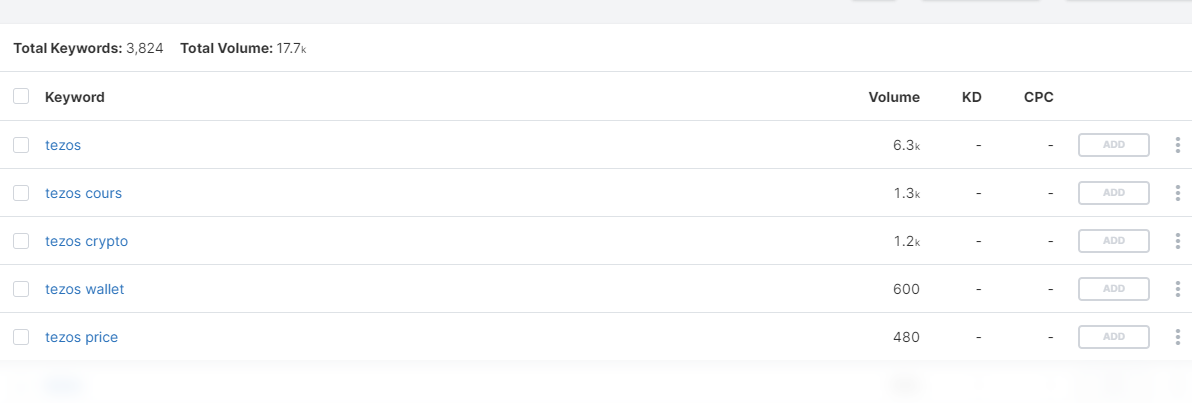 Total Keywords: 3,824 Total Volume: 17.7k
Keyword Volume KD CPC
tezos 6.3k - - ADD
tezos cours 1.3k - - ADD
tezos crypto 1.2k - - ADD
tezos wallet 600 - - ADD
tezos price 480 - - ADD